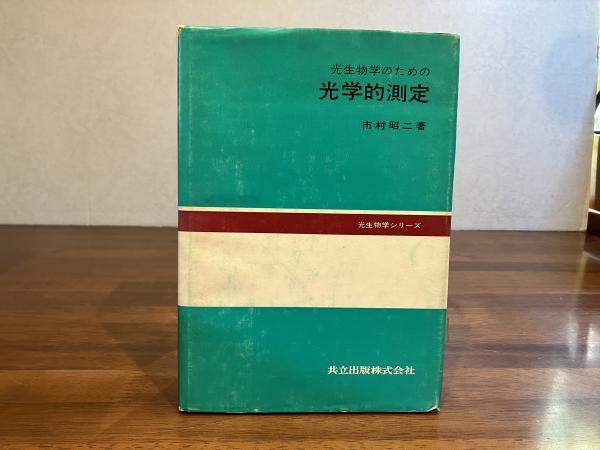 光生物学のための
光学的測定
市村昭二著
光生物学シリーズ
共立出版株式会社